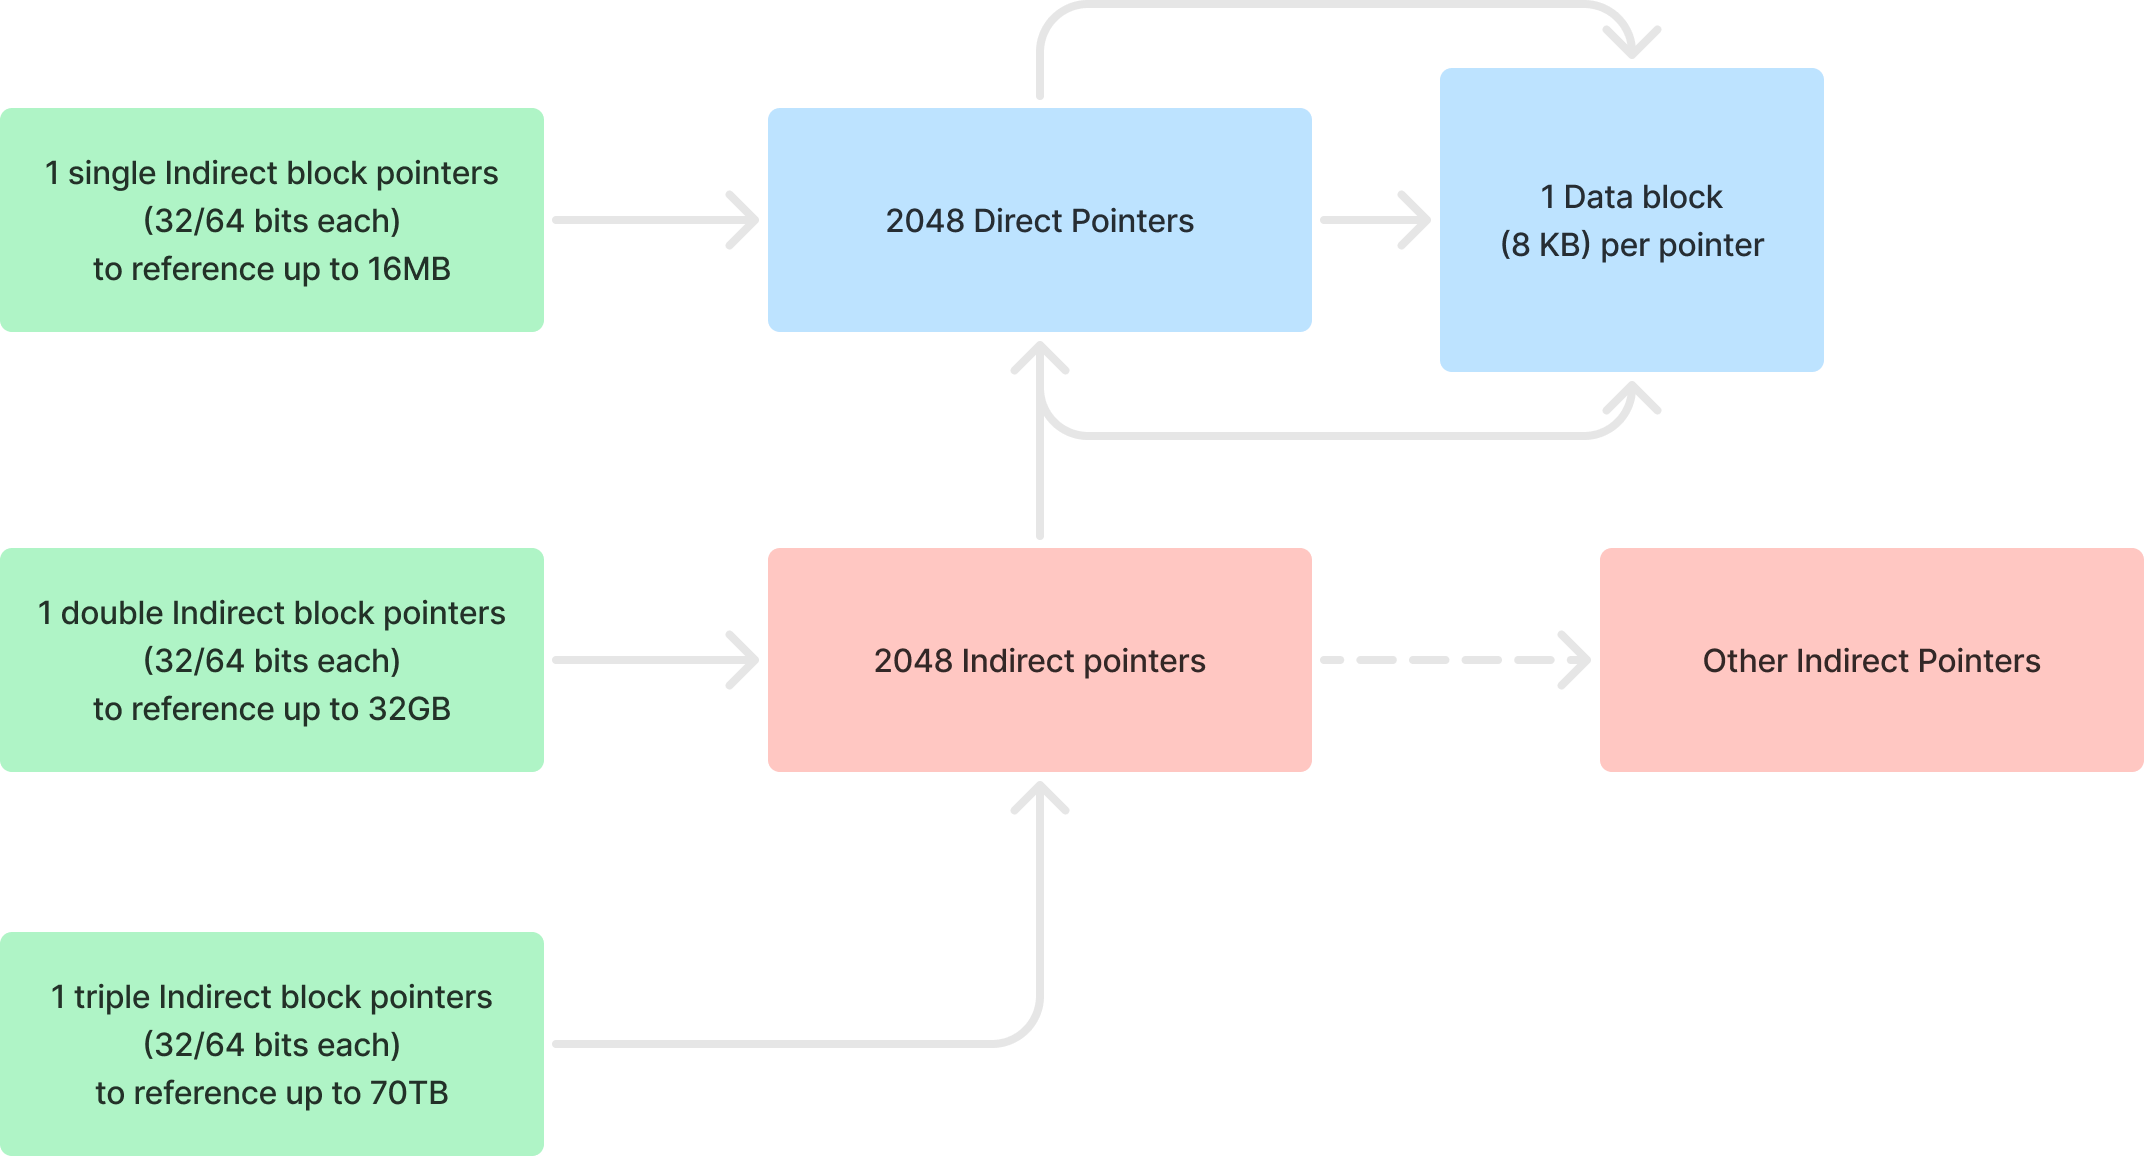 1 single Indirect block pointers
(32/64 bits each)
to reference up to 16MB
2048 Direct Pointers
1 Data block
(8 KB) per pointer
1 double Indirect block pointers
(32/64 bits each)
to reference up to 32GB
2048 Indirect pointers
Other Indirect Pointers
1 triple Indirect block pointers
(32/64 bits each)
to reference up to 70TB